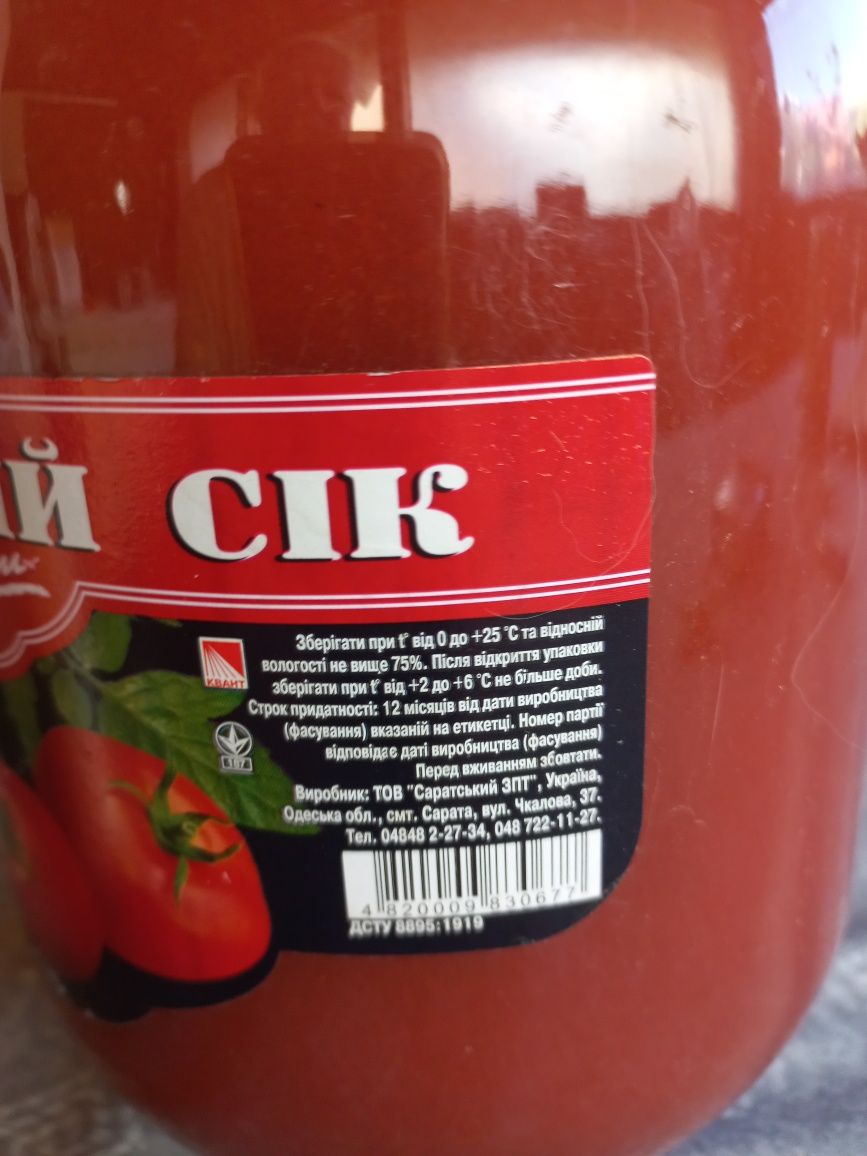 ий сік
Зберігати при t° від 0 до +25 °С та відносній
вологості не вище 75%. Після відкриття упаковки
зберігати при t° від +2 до +6 °С не більше доби.
Строк придатності: 12 місяців від дати виробництва
(фасування) вказаній на етикетці. Номер партії
відповідає даті виробництва (фасування)
Перед вживанням збовтати.
Виробник: ТОВ "Саратський ЗПТ", Україна,
Одеська обл., смт. Сарата, вул. Чкалова, 37.
Тел. 04848 2-27-34, 048 722-11-27.
КВАНТ
187
4 820009 830677
ДСТУ 8895:1919